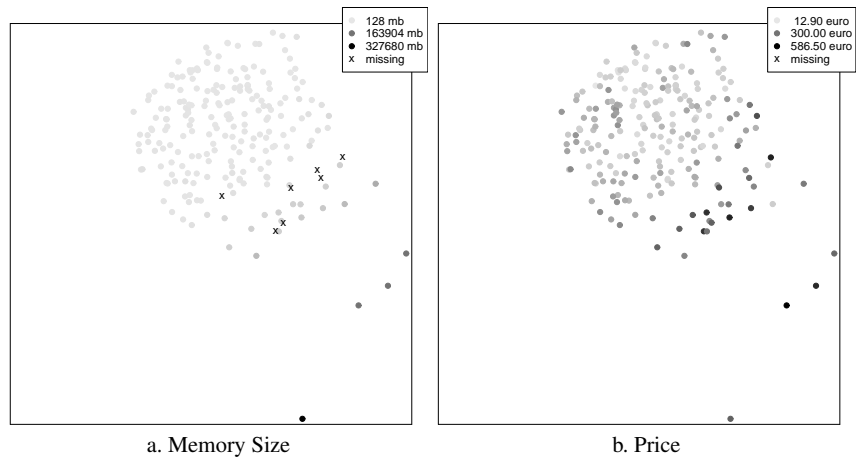 128 mb
163904 mb
327680 mb
x missing
12.90 euro
300.00 euro
586.50 euro
x missing
a. Memory Size
b. Price